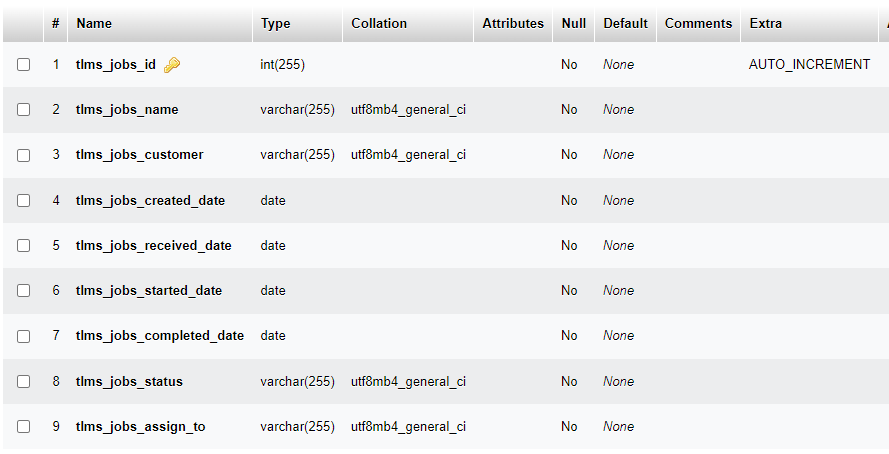 # Name Type Collation Attributes Null Default Comments Extra
1 tlms_jobs_id int(255) No None AUTO_INCREMENT
2 tlms_jobs_name varchar(255) utf8mb4_general_ci No None
3 tlms_jobs_customer varchar(255) utf8mb4_general_ci No None
4 tlms_jobs_created_date date No None
5 tlms_jobs_received_date date No None
6 tlms_jobs_started_date date No None
7 tlms_jobs_completed_date date No None
8 tlms_jobs_status varchar(255) utf8mb4_general_ci No None
9 tlms_jobs_assign_to varchar(255) utf8mb4_general_ci No None